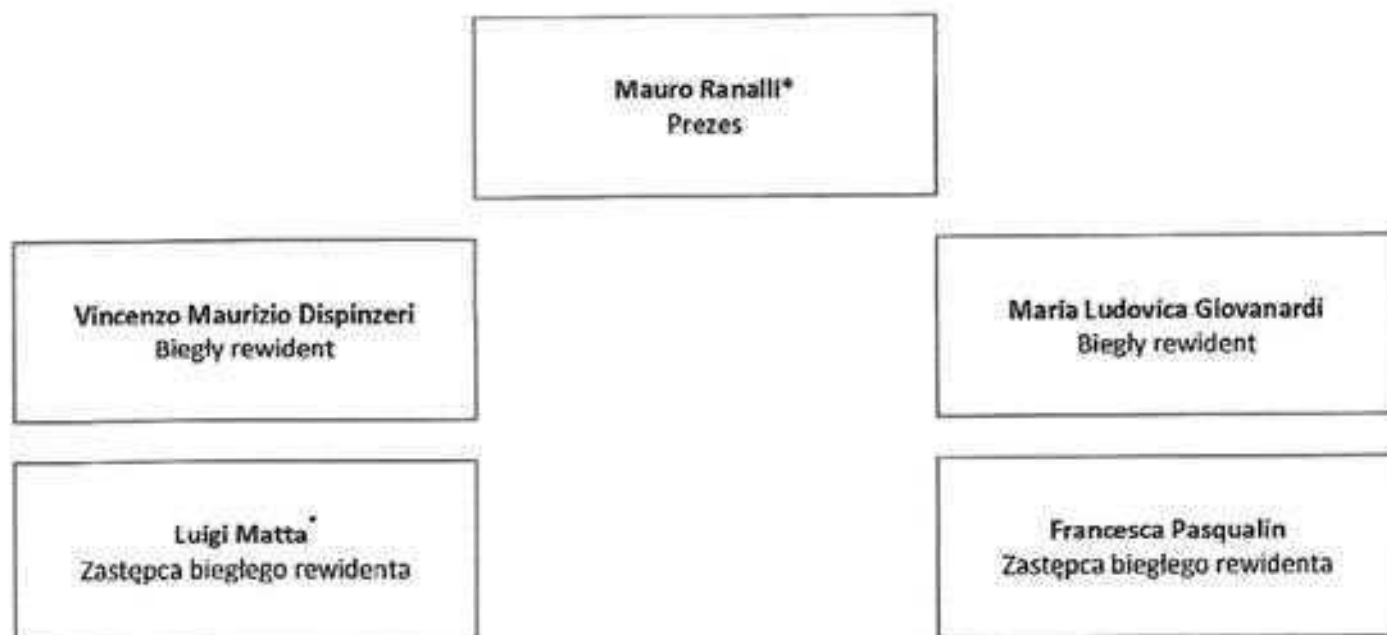 Mauro Ranalli*
Prezes
Vincenzo Maurizio Dispinzeri
Biegły rewident
Maria Ludovica Giovanardi
Biegły rewident
Luigi Matta*
Zastępca biegłego rewidenta
Francesca Pasqualin
Zastępca biegłego rewidenta